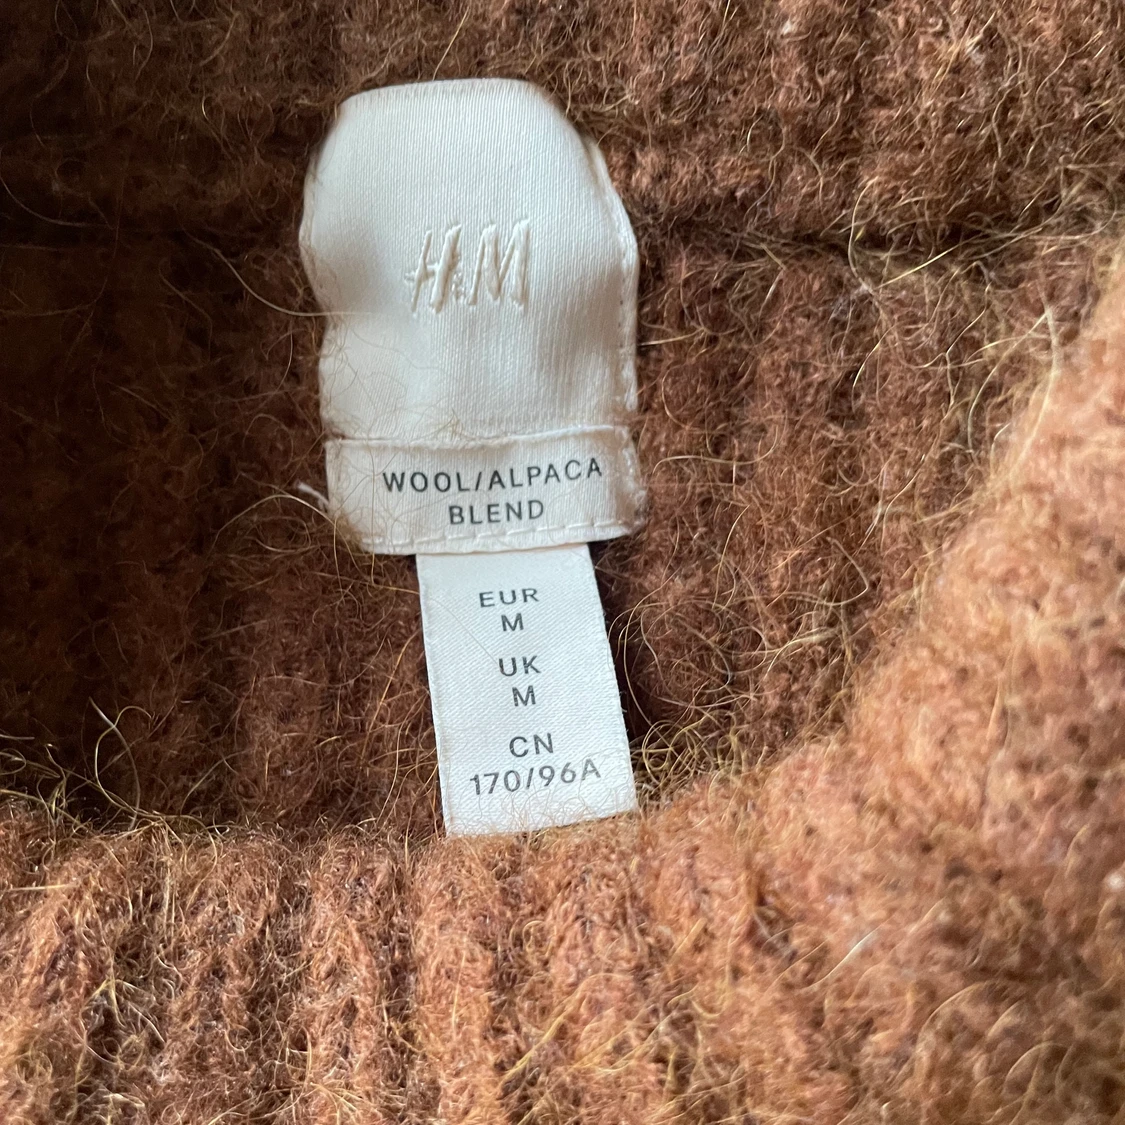 H&M
WOOL/ALPACA
BLEND
EUR
M
UK
M
CN
170/96A